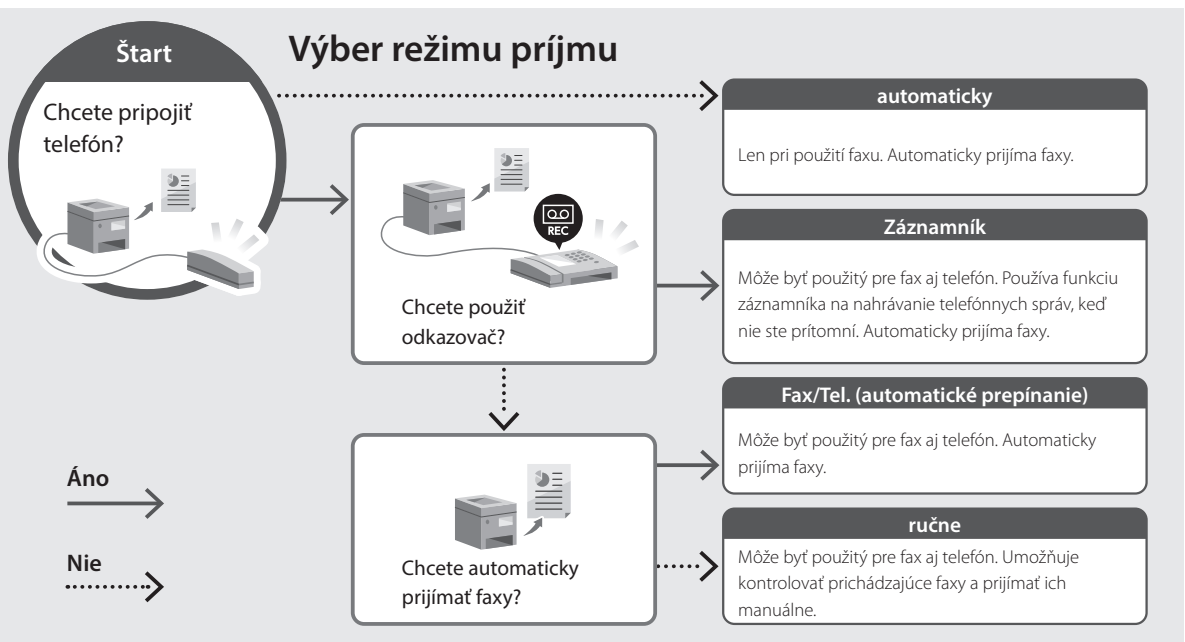 Výber režimu príjmu
Štart
Chcete pripojiť
telefón?
automaticky
Len pri použití faxu. Automaticky prijíma faxy.
REC
Chcete použiť
odkazovač?
Záznamník
Môže byť použitý pre fax aj telefón. Používa funkciu
záznamníka na nahrávanie telefónnych správ, keď
nie ste prítomní. Automaticky prijíma faxy.
Fax/Tel. (automatické prepínanie)
Môže byť použitý pre fax aj telefón. Automaticky
prijíma faxy.
Chcete automaticky
prijímať faxy?
ručne
Môže byť použitý pre fax aj telefón. Umožňuje
kontrolovať prichádzajúce faxy a prijímať ich
manuálne.
Áno
Nie